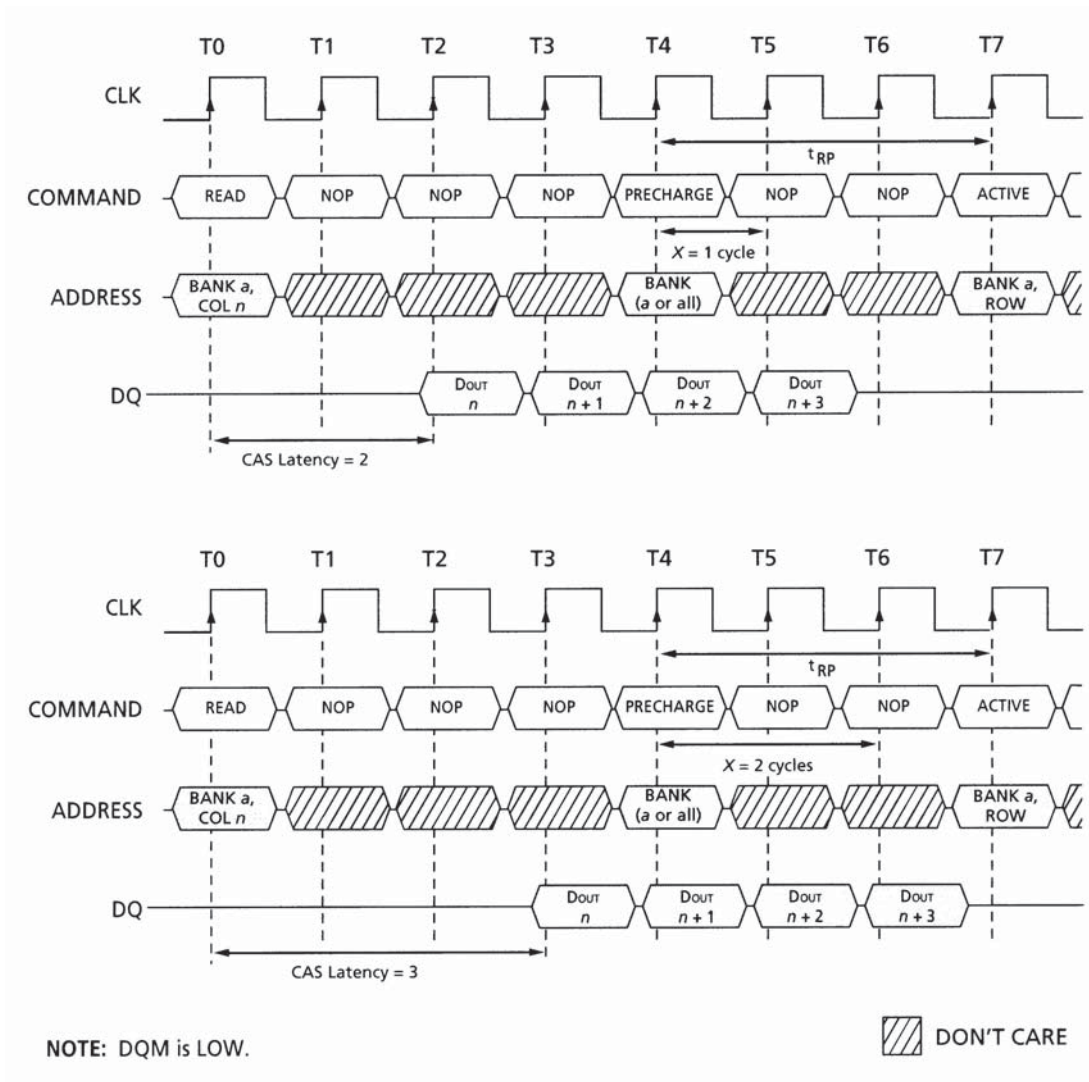 T0 T1 T2 T3 T4 T5 T6 T7
CLK
tRP
COMMAND READ NOP NOP NOP PRECHARGE NOP NOP ACTIVE
X = 1 cycle
ADDRESS BANK a, COL n BANK (a or all) BANK a, ROW
DQ DOUT n DOUT n + 1 DOUT n + 2 DOUT n + 3
CAS Latency = 2
T0 T1 T2 T3 T4 T5 T6 T7
CLK
tRP
COMMAND READ NOP NOP NOP PRECHARGE NOP NOP ACTIVE
X = 2 cycles
ADDRESS BANK a, COL n BANK (a or all) BANK a, ROW
DQ DOUT n DOUT n + 1 DOUT n + 2 DOUT n + 3
CAS Latency = 3
NOTE: DQM is LOW.
DON'T CARE